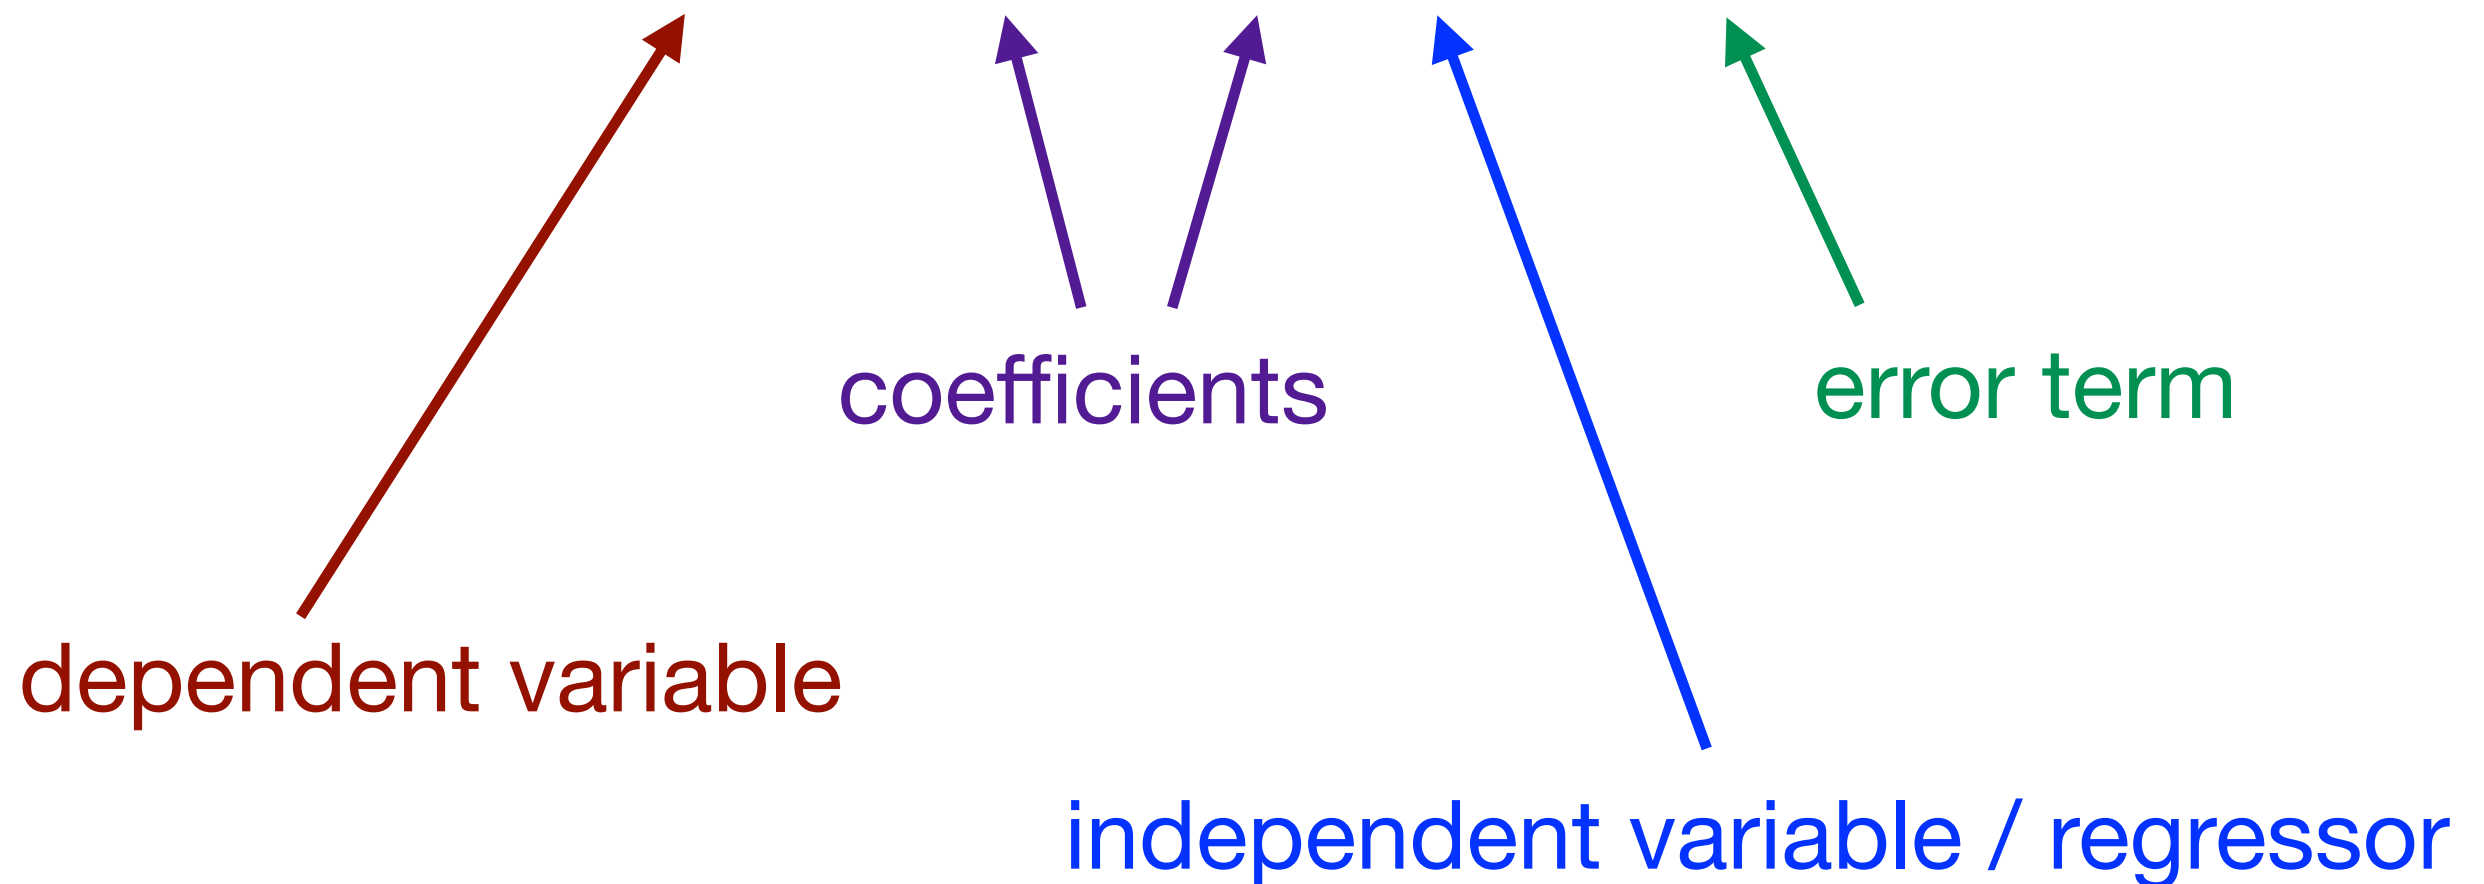 coefficients
error term
dependent variable
independent variable / regressor